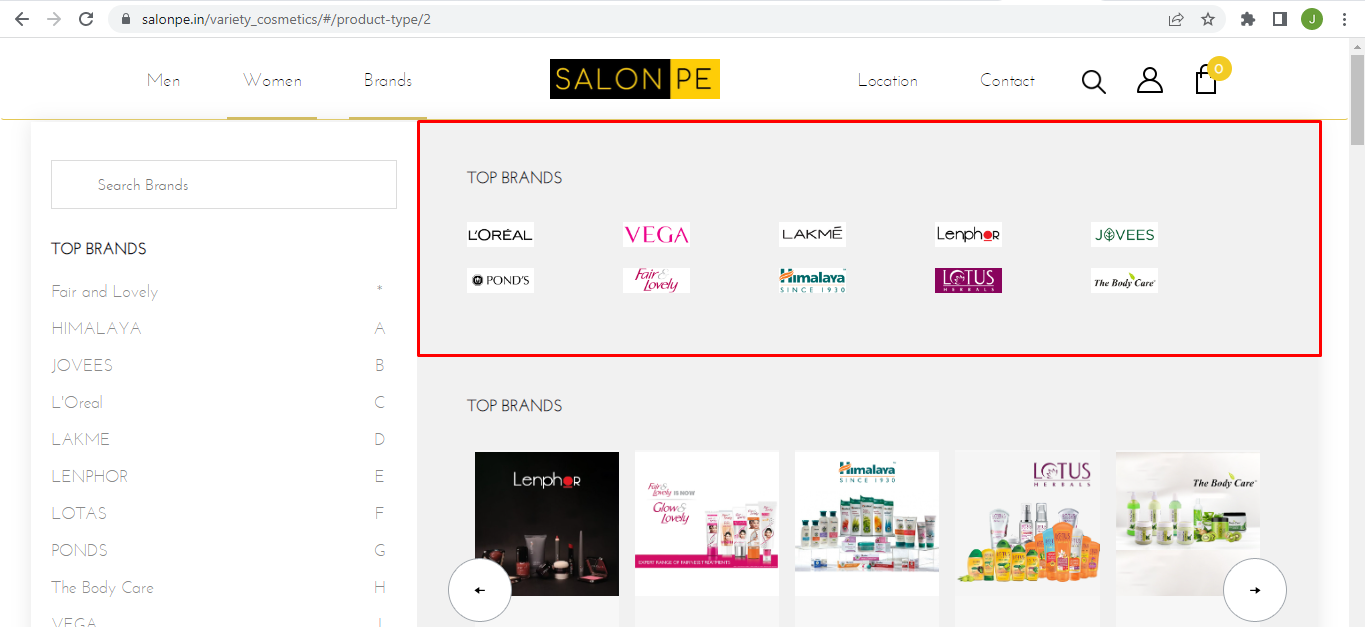 salonpe.in/variety_cosmetics/#/product-type/2
J
Men Women Brands SALON PE Location Contact 0
Search Brands
TOP BRANDS
Fair and Lovely *
HIMALAYA A
JOVEES B
L'Oreal C
LAKME D
LENPHOR E
LOTAS F
PONDS G
The Body Care H
VEGA I
TOP BRANDS
L'ORÉAL VEGA LAKMÉ Lenphor JOVEES
POND'S Fair & Lovely Himalaya SINCE 1930 LOTUS HERBALS The Body Care
TOP BRANDS
Lenphor
Fair & Lovely IS NOW
Glow & Lovely
EXPERT RANGE OF FAIRNESS TREATMENTS
Himalaya
SINCE 1930
LOTUS
HERBALS
The Body Care